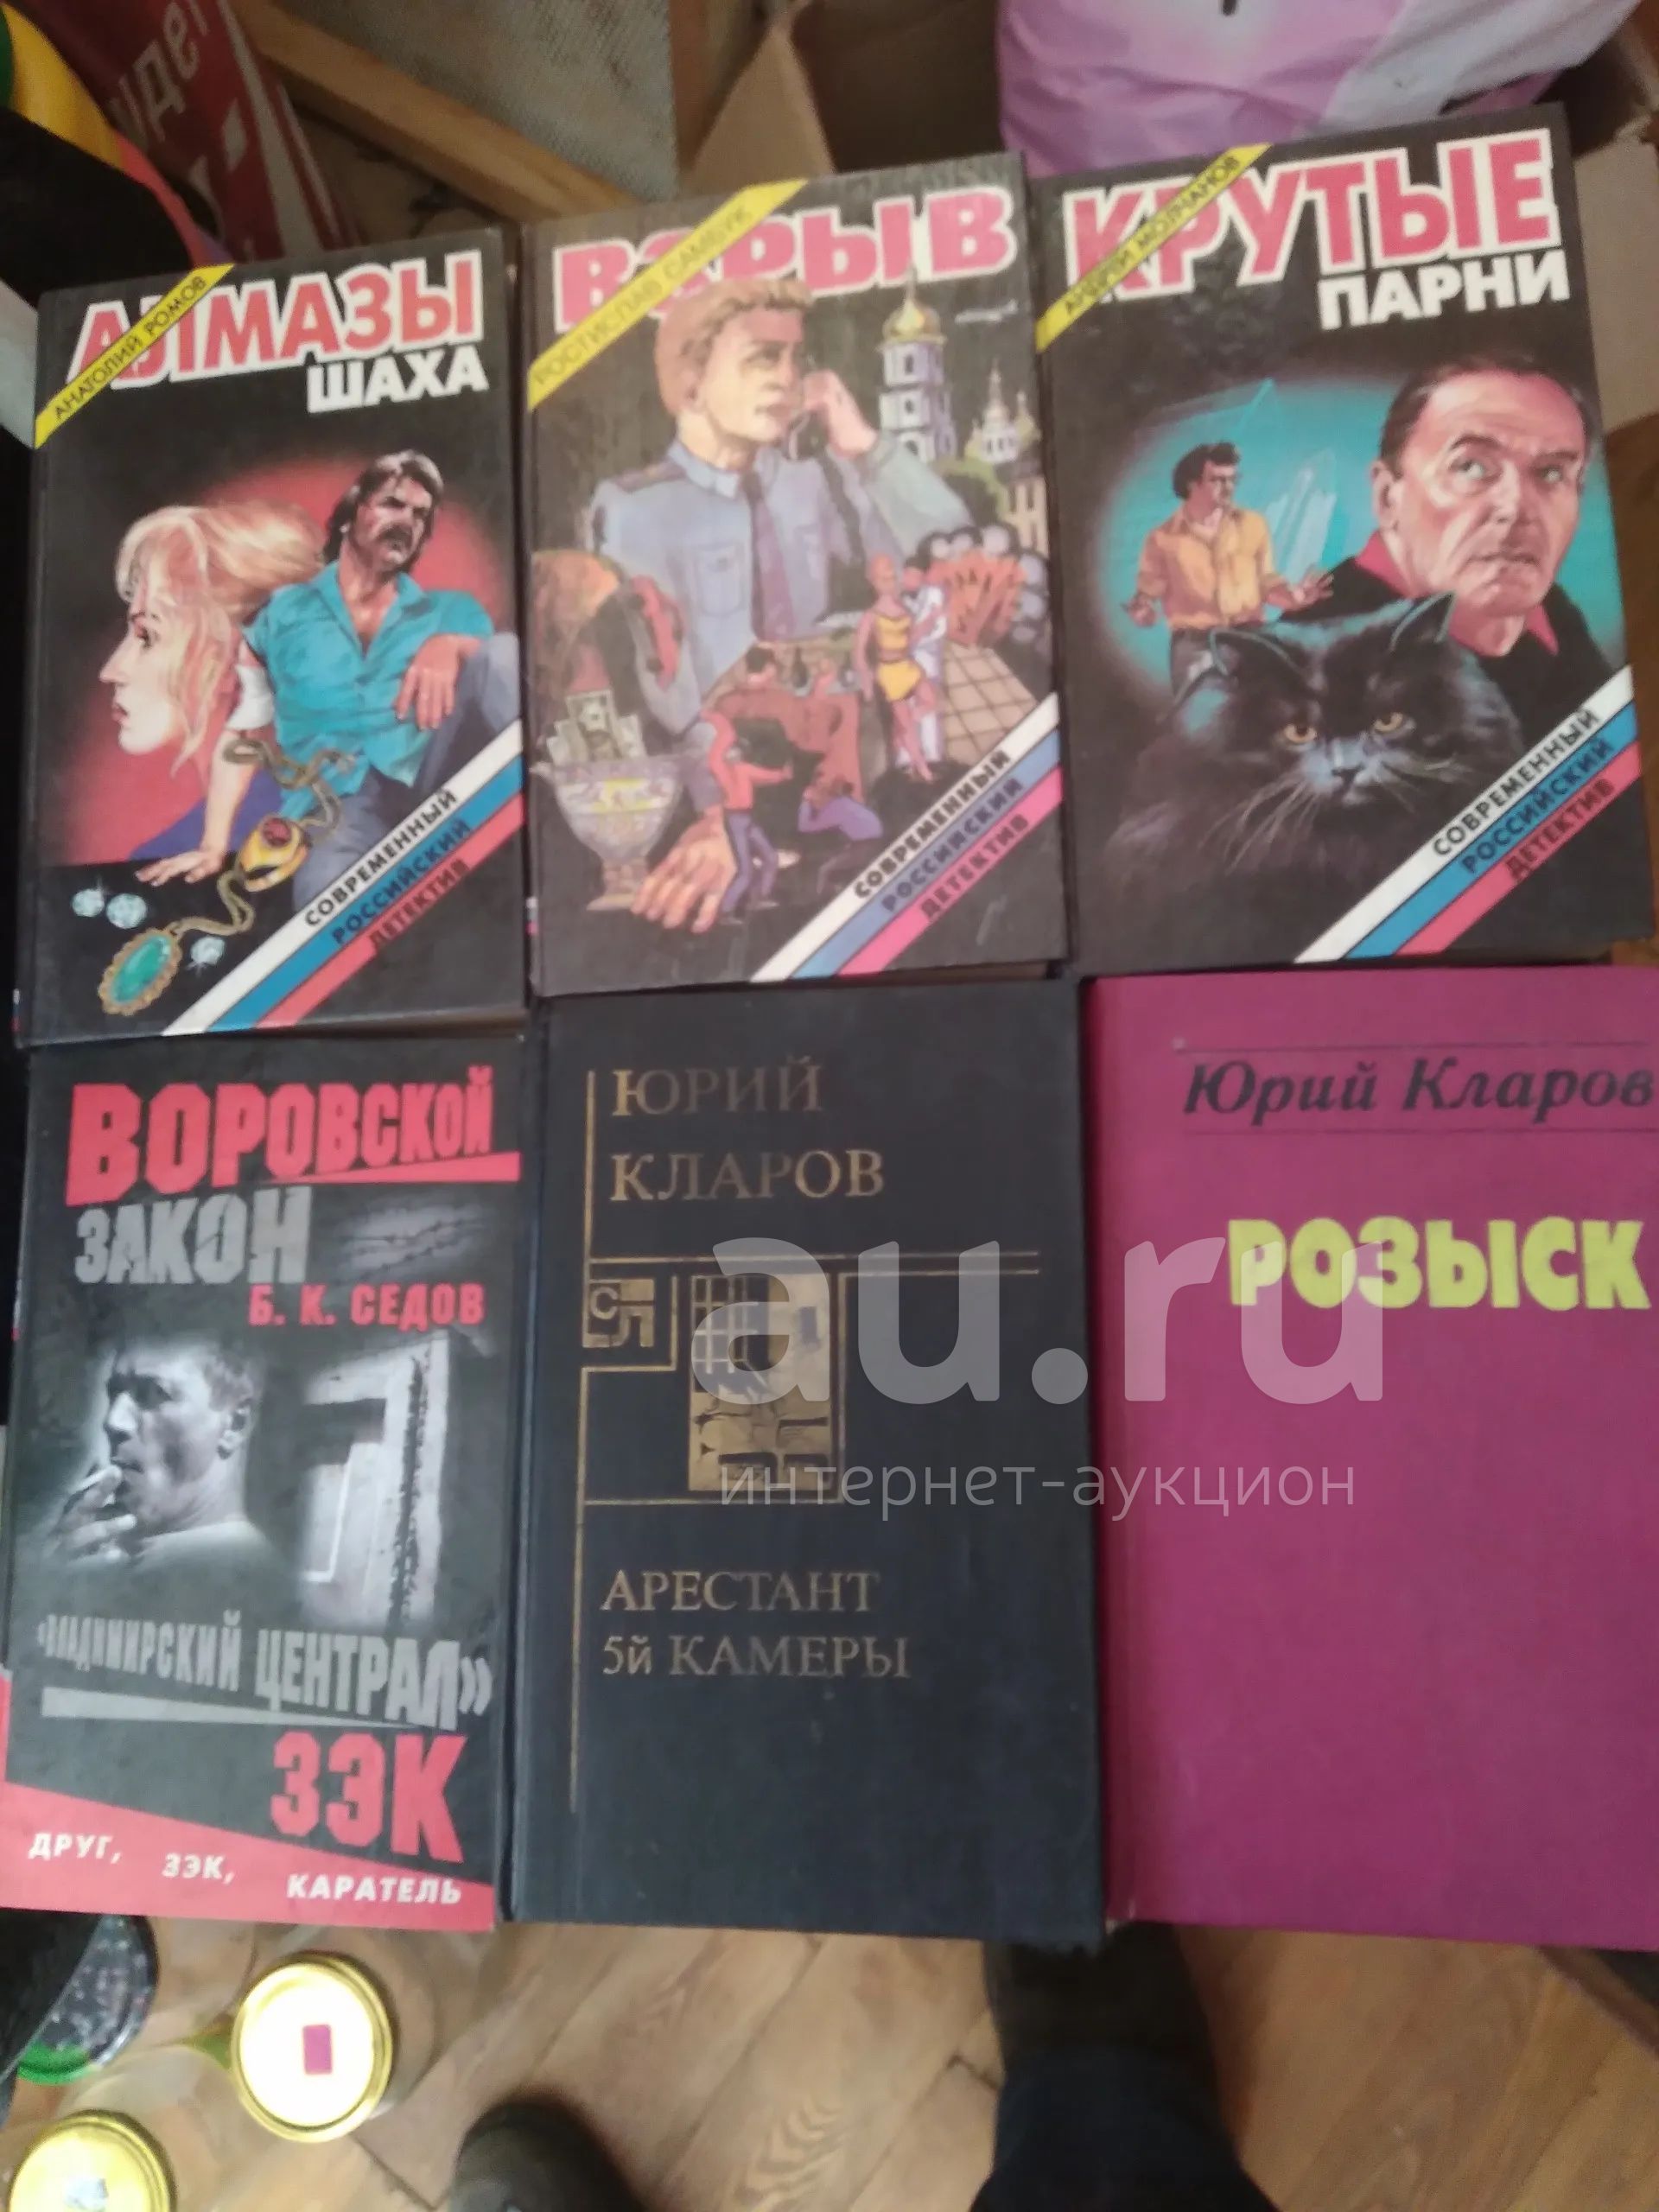 АНАТОЛИЙ РОМОВ
АЛМАЗЫ
ШАХА
СОВРЕМЕННЫЙ
РОССИЙСКИЙ
ДЕТЕКТИВ
РОСТИСЛАВ САМБУК
ВЗРЫВ
СОВРЕМЕННЫЙ
РОССИЙСКИЙ
ДЕТЕКТИВ
АНДРЕЙ МОЛЧАНОВ
КРУТЫЕ
ПАРНИ
СОВРЕМЕННЫЙ
РОССИЙСКИЙ
ДЕТЕКТИВ
ВОРОВСКОЙ
ЗАКОН
Б. К. СЕДОВ
«ВЛАДИМИРСКИЙ ЦЕНТРАЛ»
ЗЭК
ДРУГ, ЗЭК, КАРАТЕЛЬ
ЮРИЙ
КЛАРОВ
АРЕСТАНТ
5й КАМЕРЫ
Юрий Кларов
РОЗЫСК
au.ru
интернет-аукцион